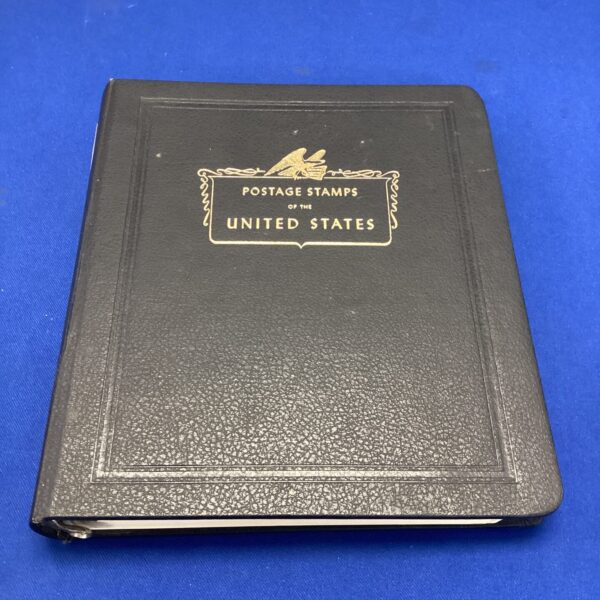 POSTAGE STAMPS
OF THE
UNITED STATES